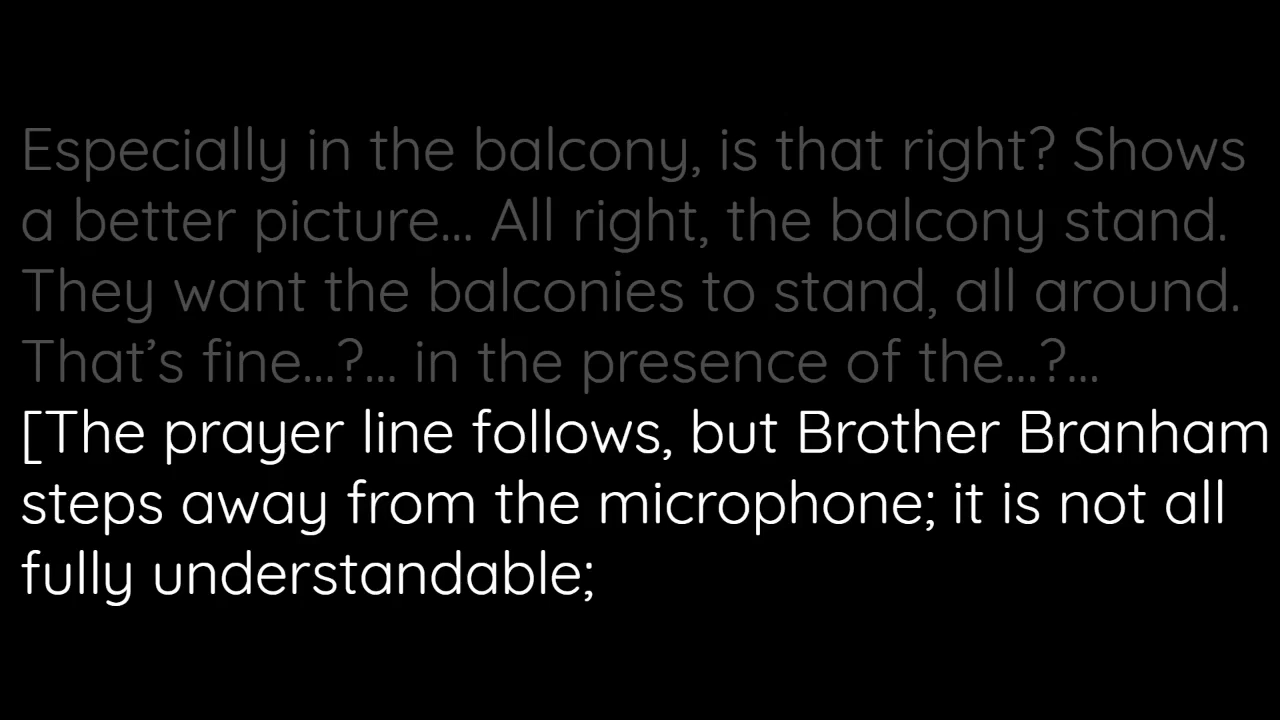 Especially in the balcony, is that right? Shows
a better picture... All right, the balcony stand.
They want the balconies to stand, all around.
That’s fine...?... in the presence of the...?...
[The prayer line follows, but Brother Branham
steps away from the microphone; it is not all
fully understandable;